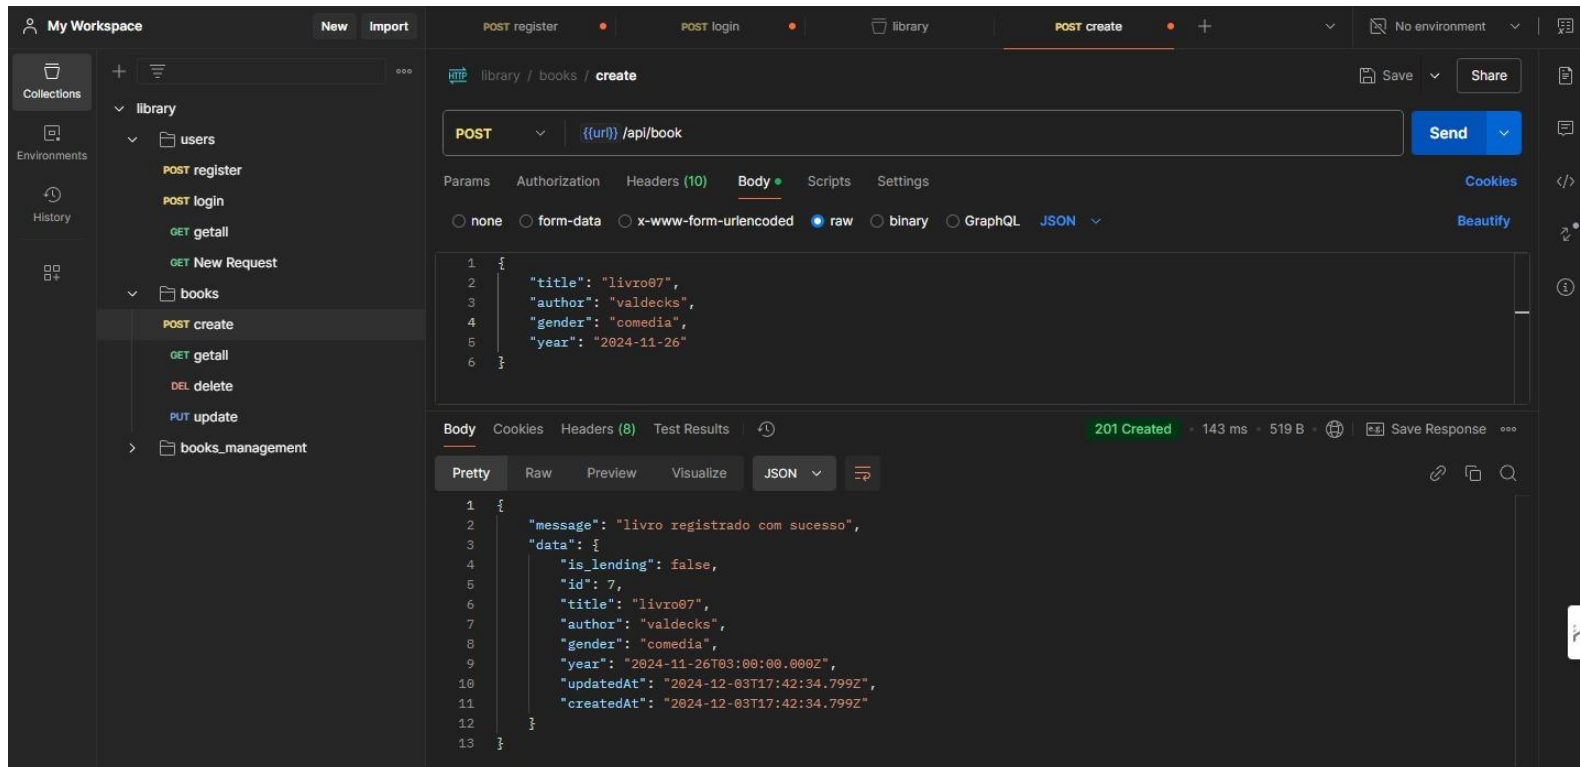 My Workspace New Import
POST register POST login library POST create No environment
Collections
Environments
History
library
users
POST register
POST login
GET getall
GET New Request
books
POST create
GET getall
DEL delete
PUT update
books_management
HTTP library / books / create Save Share
POST {{url}} /api/book Send
Params Authorization Headers (10) Body Scripts Settings Cookies
none form-data x-www-form-urlencoded raw binary GraphQL JSON Beautify
1 {
2 "title": "livro07",
3 "author": "valdecks",
4 "gender": "comedia",
5 "year": "2024-11-26"
6 }
Body Cookies Headers (8) Test Results 201 Created 143 ms 519 B e.g. Save Response
Pretty Raw Preview Visualize JSON
1 {
2 "message": "livro registrado com sucesso",
3 "data": {
4 "is_lending": false,
5 "id": 7,
6 "title": "livro07",
7 "author": "valdecks",
8 "gender": "comedia",
9 "year": "2024-11-26T03:00:00.000Z",
10 "updatedAt": "2024-12-03T17:42:34.799Z",
11 "createdAt": "2024-12-03T17:42:34.799Z"
12 }
13 }